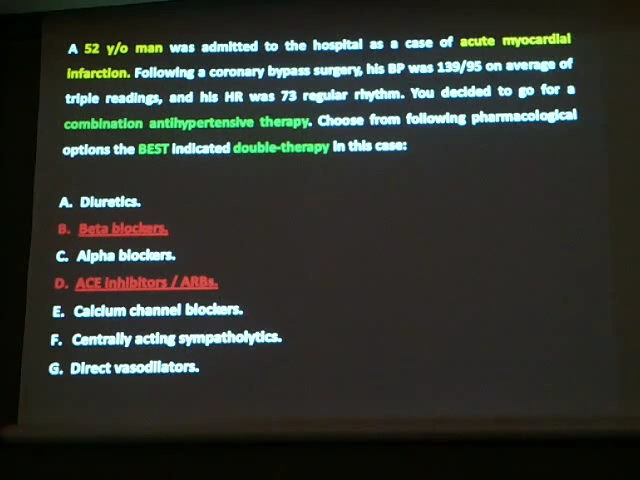 A 52 y/o man was admitted to the hospital as a case of acute myocardial
infarction. Following a coronary bypass surgery, his BP was 139/95 on average of
triple readings, and his HR was 73 regular rhythm. You decided to go for a
combination antihypertensive therapy. Choose from following pharmacological
options the BEST indicated double-therapy in this case:
A. Diuretics.
B. Beta blockers.
C. Alpha blockers.
D. ACE inhibitors / ARBs.
E. Calcium channel blockers.
F. Centrally acting sympatholytics.
G. Direct vasodilators.